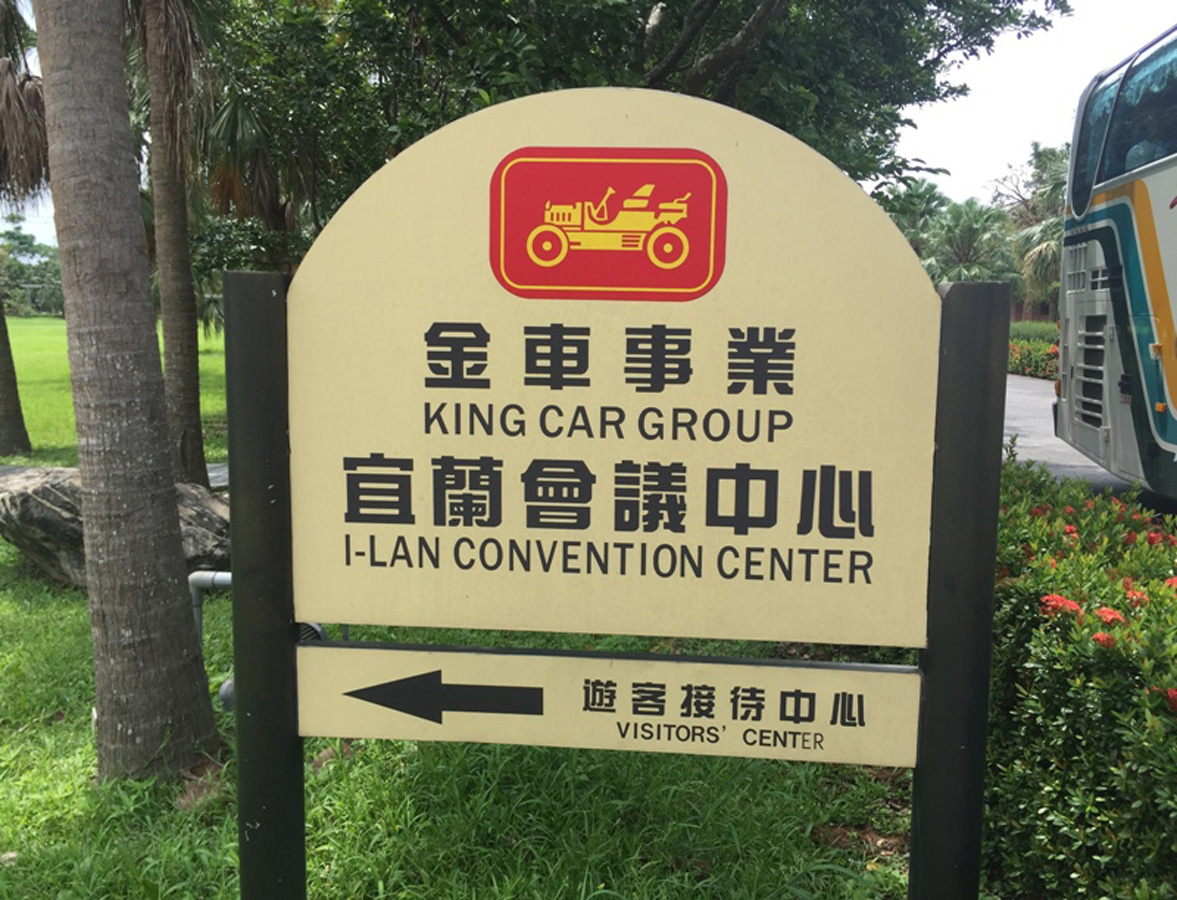 金車事業
KING CAR GROUP
宜蘭會議中心
I-LAN CONVENTION CENTER
遊客接待中心
VISITORS' CENTER